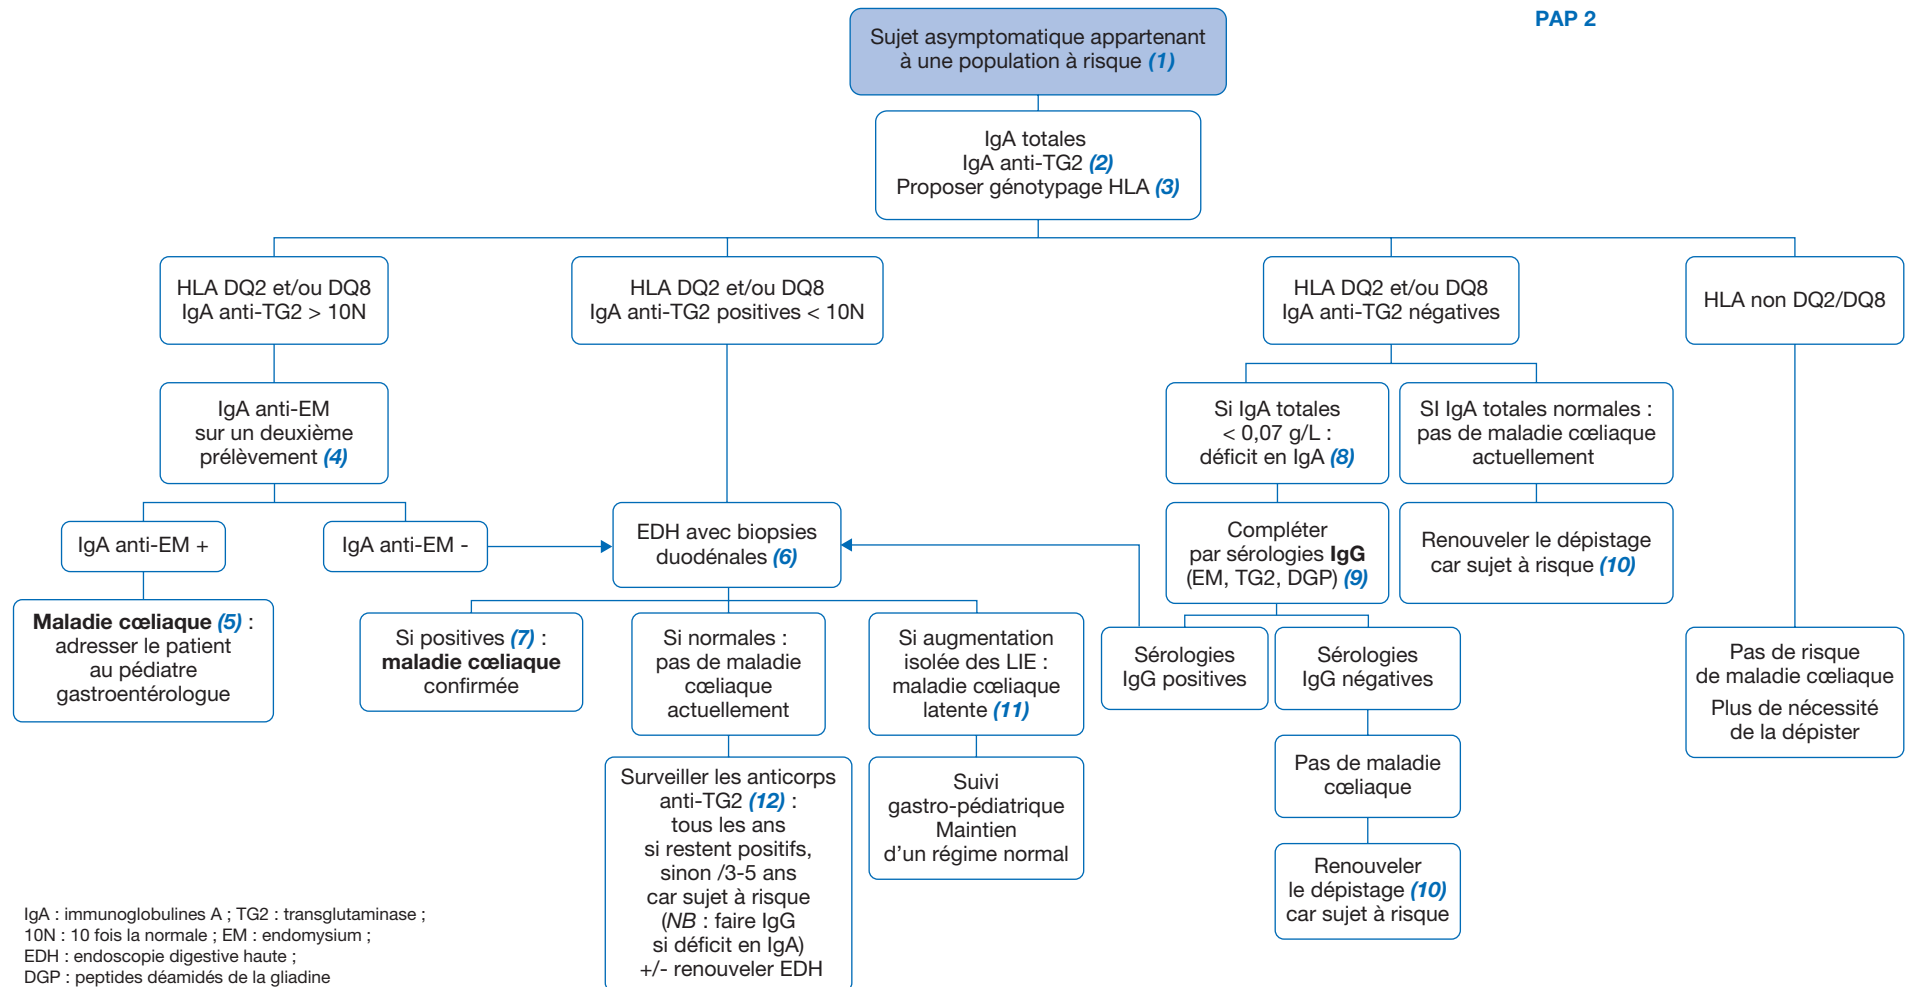 PAP 2
Sujet asymptomatique appartenant
à une population à risque (1)
IgA totales
IgA anti-TG2 (2)
Proposer génotypage HLA (3)
HLA DQ2 et/ou DQ8
IgA anti-TG2 > 10N
HLA DQ2 et/ou DQ8
IgA anti-TG2 positives < 10N
HLA DQ2 et/ou DQ8
IgA anti-TG2 négatives
HLA non DQ2/DQ8
IgA anti-EM
sur un deuxième
prélèvement (4)
Si IgA totales
< 0,07 g/L :
déficit en IgA (8)
SI IgA totales normales :
pas de maladie cœliaque
actuellement
IgA anti-EM +
IgA anti-EM -
EDH avec biopsies
duodénales (6)
Compléter
par sérologies IgG
(EM, TG2, DGP) (9)
Renouveler le dépistage
car sujet à risque (10)
Maladie cœliaque (5) :
adresser le patient
au pédiatre
gastroentérologue
Si positives (7) :
maladie cœliaque
confirmée
Si normales :
pas de maladie
cœliaque
actuellement
Si augmentation
isolée des LIE :
maladie cœliaque
latente (11)
Sérologies
IgG positives
Sérologies
IgG négatives
Pas de risque
de maladie cœliaque
Plus de nécessité
de la dépister
Surveiller les anticorps
anti-TG2 (12) :
tous les ans
si restent positifs,
sinon /3-5 ans
car sujet à risque
(NB : faire IgG
si déficit en IgA)
+/- renouveler EDH
Suivi
gastro-pédiatrique
Maintien
d'un régime normal
Pas de maladie
cœliaque
Renouveler
le dépistage (10)
car sujet à risque
IgA : immunoglobulines A ; TG2 : transglutaminase ;
10N : 10 fois la normale ; EM : endomysium ;
EDH : endoscopie digestive haute ;
DGP : peptides déamidés de la gliadine